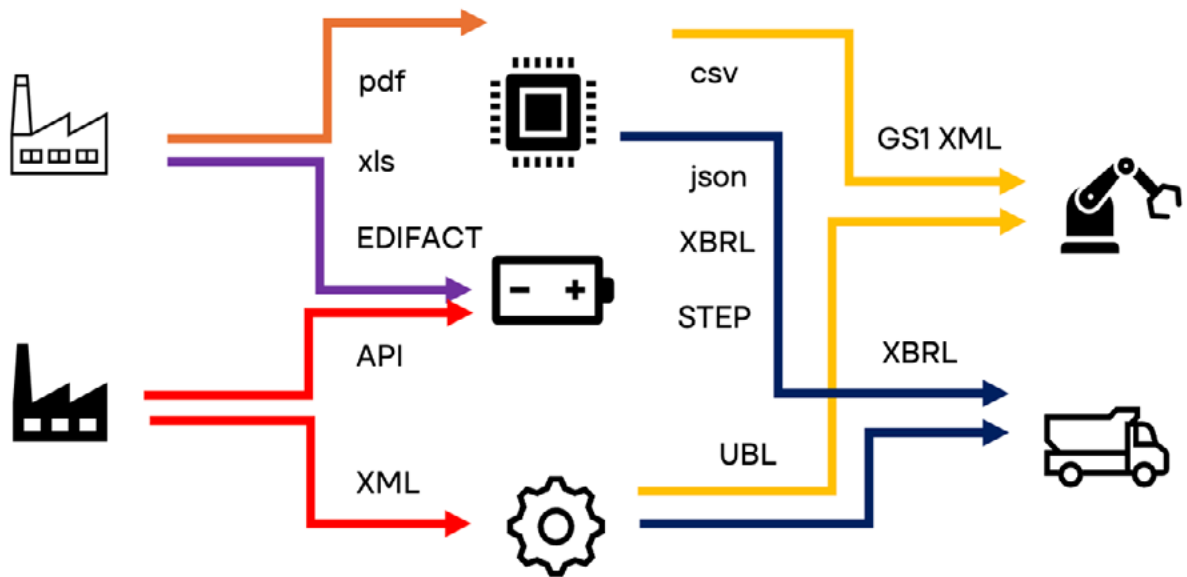 pdf
xls
EDIFACT
API
XML
csv
json
XBRL
STEP
UBL
GS1 XML
XBRL